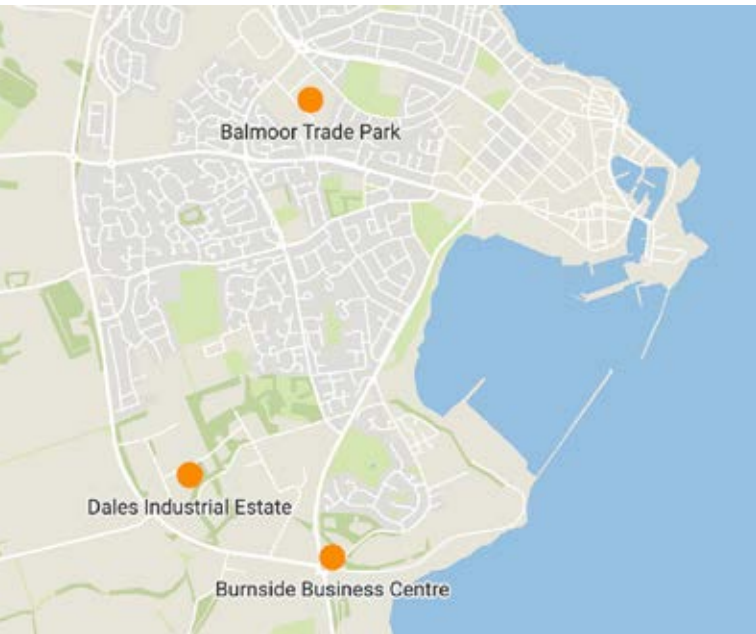 Balmoor Trade Park
Dales Industrial Estate
Burnside Business Centre